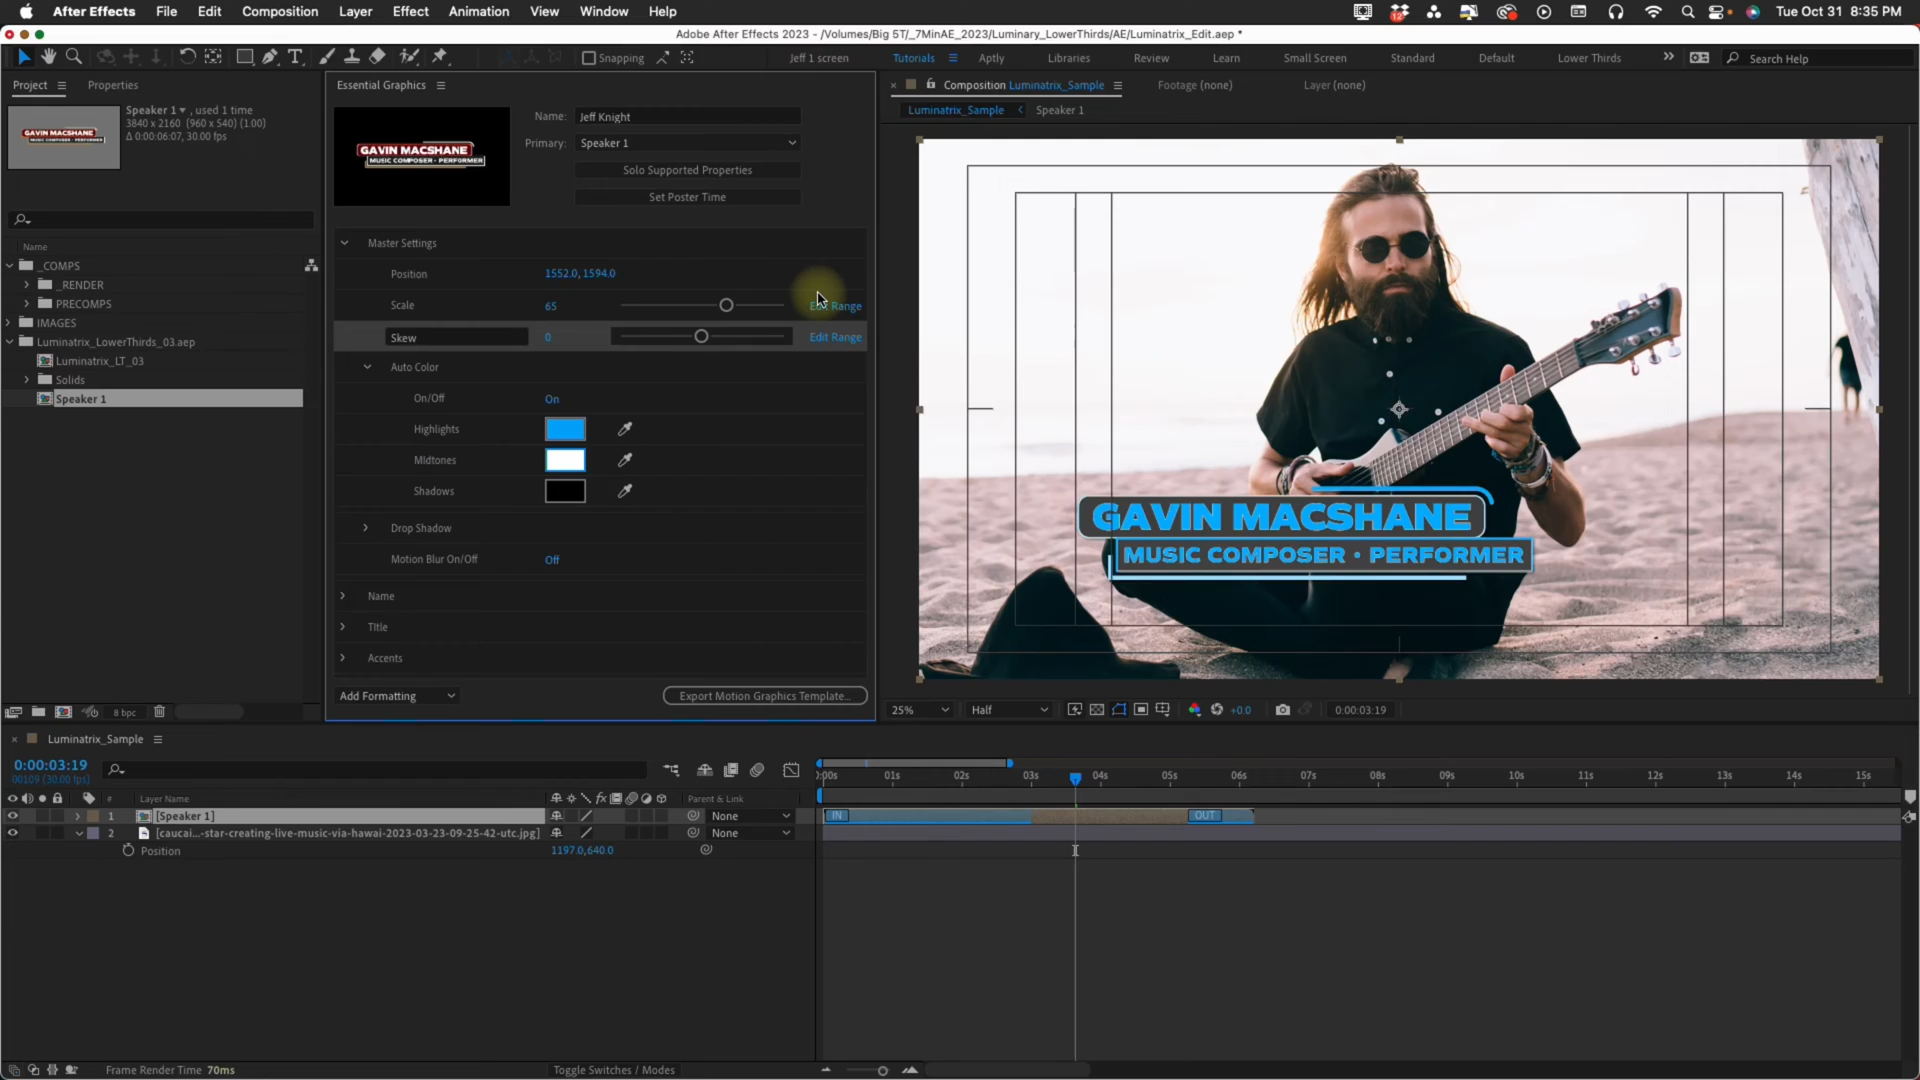 After Effects File Edit Composition Layer Effect Animation View Window Help
12
Tue Oct 31 8:35 PM
Adobe After Effects 2023 - /Volumes/Big 5T/_7MinAE_2023/Luminary_LowerThirds/AE/Luminatrix_Edit.aep *
Snapping
Jeff 1 screen Tutorials Aptly Libraries Review Learn Small Screen Standard Default Lower Thirds
Search Help
Project Properties
Speaker 1 , used 1 time
3840 x 2160 (960 x 540) (1.00)
Δ 0:00:06:07, 30.00 fps
GAVIN MACSHANE
Name
_COMPS
_RENDER
PRECOMPS
IMAGES
Luminatrix_LowerThirds_03.aep
Luminatrix_LT_03
Solids
Speaker 1
8 bpc
Essential Graphics
GAVIN MACSHANE
MUSIC COMPOSER • PERFORMER
Name: Jeff Knight
Primary: Speaker 1
Solo Supported Properties
Set Poster Time
Master Settings
Position 1552.0, 1594.0
Scale 65 Edit Range
Skew 0 Edit Range
Auto Color
On/Off On
Highlights
MIdtones
Shadows
Drop Shadow
Motion Blur On/Off Off
Name
TItle
Accents
Add Formatting
Export Motion Graphics Template...
Composition Luminatrix_Sample
Footage (none)
Layer (none)
Luminatrix_Sample < Speaker 1
GAVIN MACSHANE
MUSIC COMPOSER • PERFORMER
25% Half +0.0 0:00:03:19
Luminatrix_Sample
0:00:03:19
00109 (30.00 fps)
:00s 01s 02s 03s 04s 05s 06s 07s 08s 09s 10s 11s 12s 13s 14s 15s
# Layer Name fx Parent & Link
1 [Speaker 1] None
IN OUT
2 [caucai...-star-creating-live-music-via-hawai-2023-03-23-09-25-42-utc.jpg] None
Position 1197.0,640.0
Frame Render Time 70ms
Toggle Switches / Modes